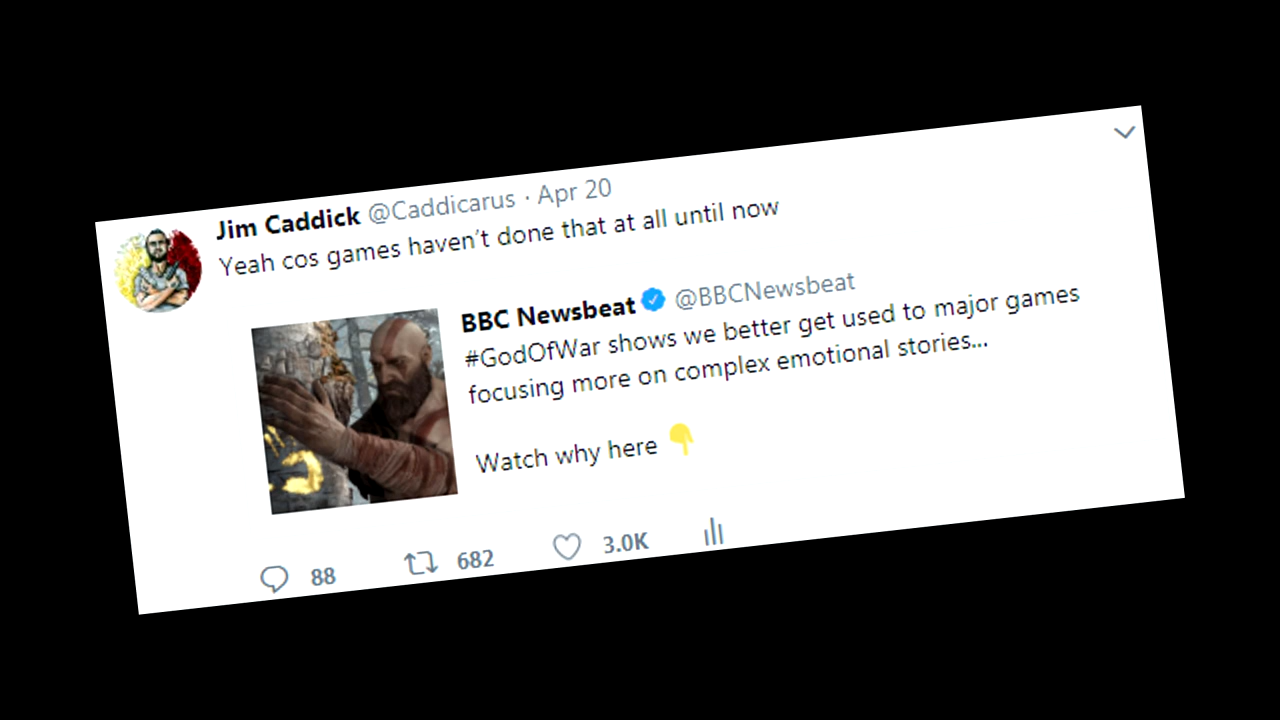 Jim Caddick @Caddicarus · Apr 20
Yeah cos games haven't done that at all until now
BBC Newsbeat @BBCNewsbeat
#GodOfWar shows we better get used to major games
focusing more on complex emotional stories...
Watch why here 👇
88 682 3.0K